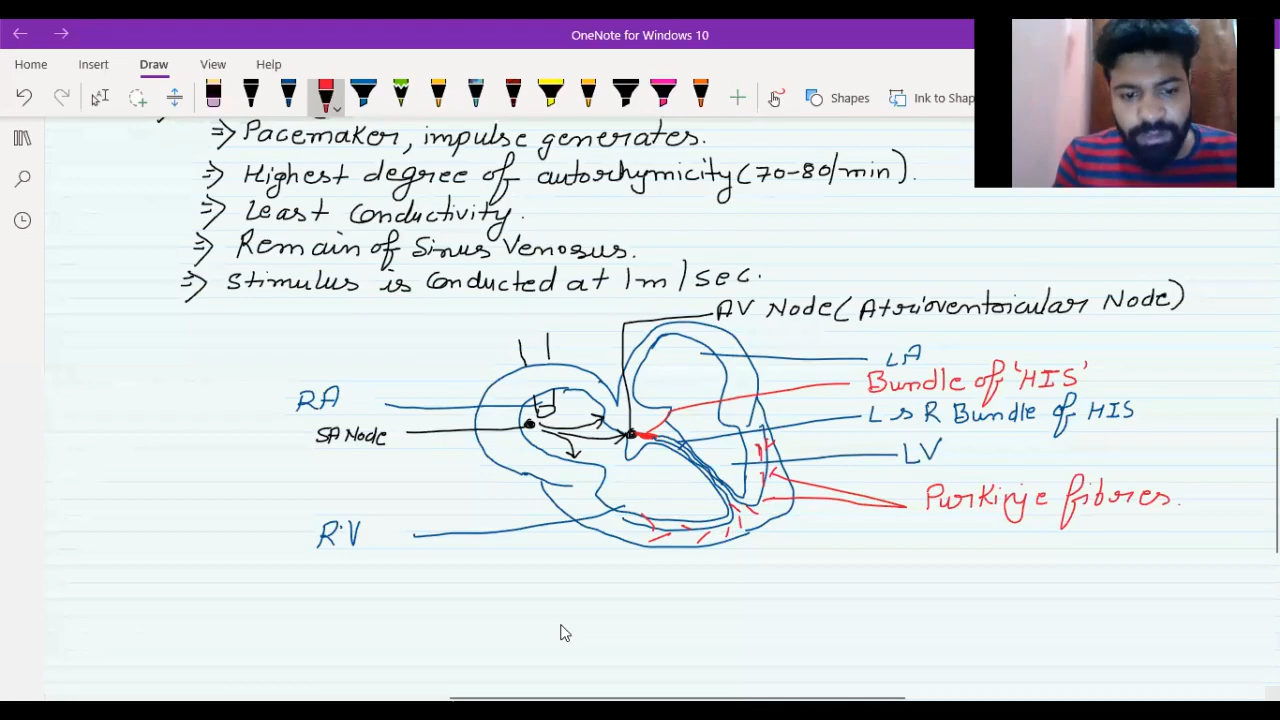 OneNote for Windows 10
Home Insert Draw View Help
Shapes Ink to Shap
=> Pacemaker, impulse generates.
=> Highest degree of autorhymicity (70-80/min).
=> Least Conductivity.
=> Remain of Sinus Venosus.
=> Stimulus is conducted at 1m/sec.
AV Node (Atrioventricular Node)
LA
Bundle of 'HIS'
RA
L & R Bundle of HIS
SA Node
LV
Purkinje fibres.
R.V